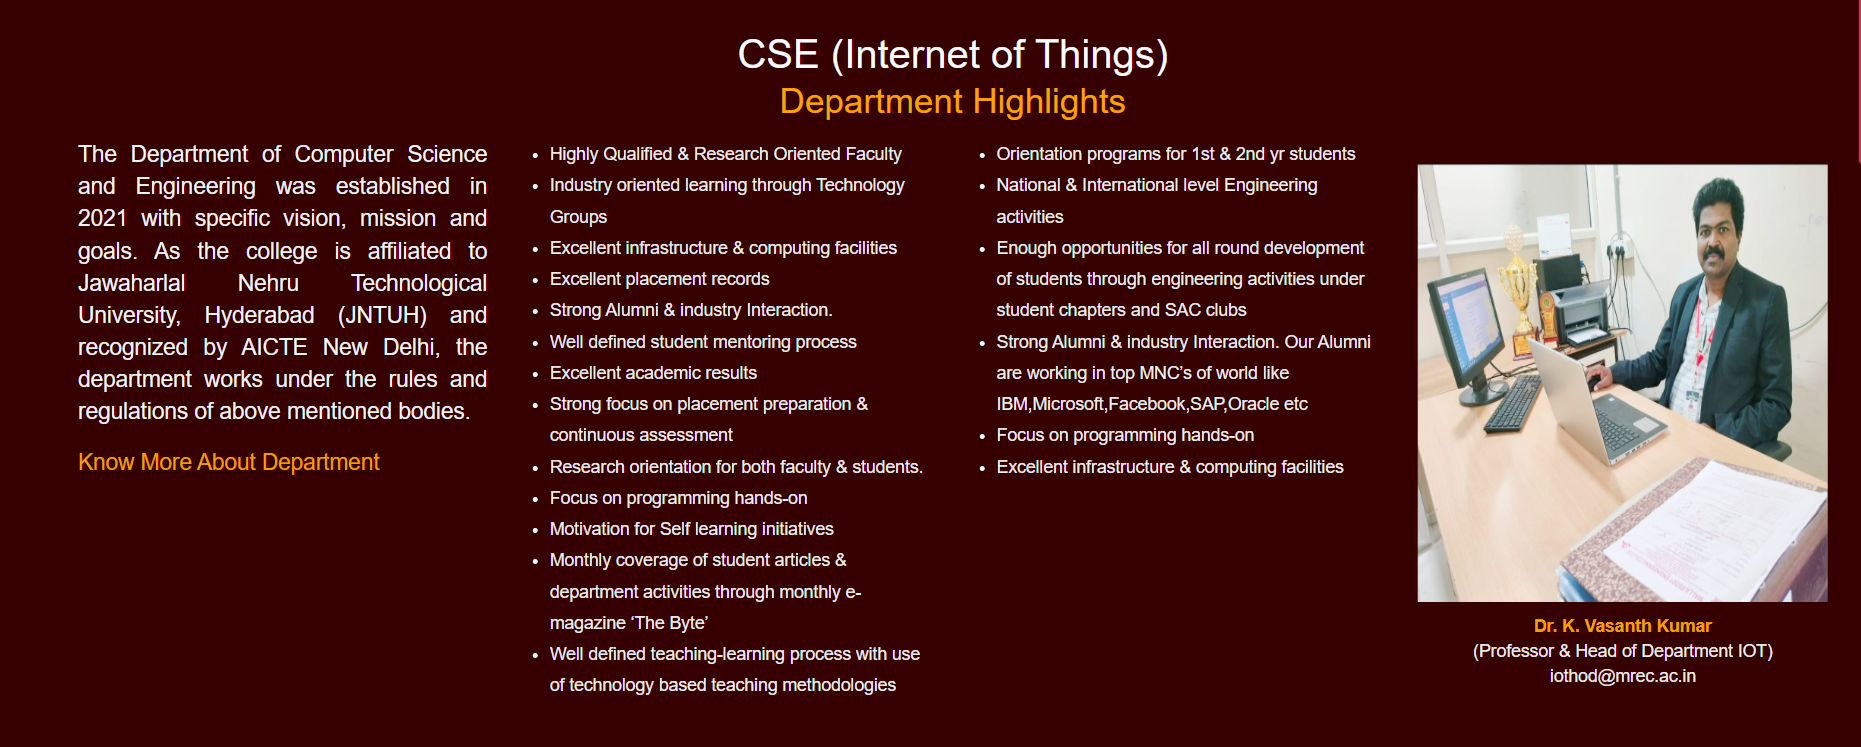 CSE (Internet of Things)
Department Highlights
The Department of Computer Science
and Engineering was established in
2021 with specific vision, mission and
goals. As the college is affiliated to
Jawaharlal Nehru Technological
University, Hyderabad (JNTUH) and
recognized by AICTE New Delhi, the
department works under the rules and
regulations of above mentioned bodies.
Know More About Department
• Highly Qualified & Research Oriented Faculty
• Industry oriented learning through Technology
Groups
• Excellent infrastructure & computing facilities
• Excellent placement records
• Strong Alumni & industry Interaction.
• Well defined student mentoring process
• Excellent academic results
• Strong focus on placement preparation &
continuous assessment
• Research orientation for both faculty & students.
• Focus on programming hands-on
• Motivation for Self learning initiatives
• Monthly coverage of student articles &
department activities through monthly e-
magazine ‘The Byte’
• Well defined teaching-learning process with use
of technology based teaching methodologies
• Orientation programs for 1st & 2nd yr students
• National & International level Engineering
activities
• Enough opportunities for all round development
of students through engineering activities under
student chapters and SAC clubs
• Strong Alumni & industry Interaction. Our Alumni
are working in top MNC’s of world like
IBM,Microsoft,Facebook,SAP,Oracle etc
• Focus on programming hands-on
• Excellent infrastructure & computing facilities
Dr. K. Vasanth Kumar
(Professor & Head of Department IOT)
iothod@mrec.ac.in